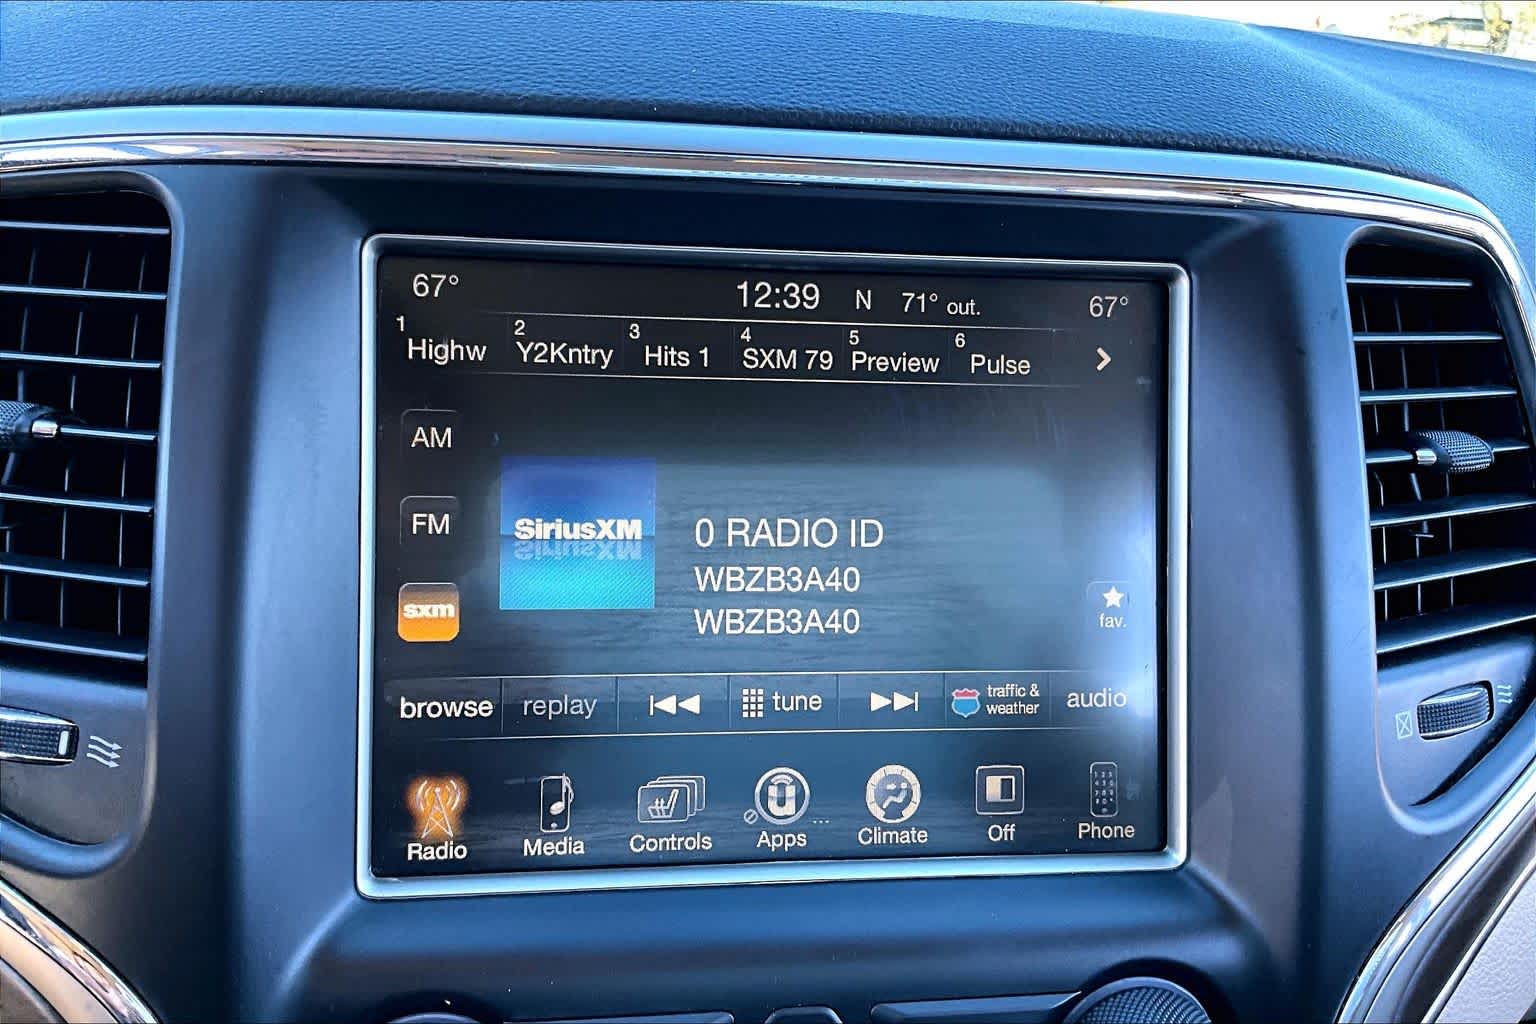 67° 12:39 N 71° out. 67°
1 Highw 2 Y2Kntry 3 Hits 1 4 SXM 79 5 Preview 6 Pulse
AM
FM
sxm
SiriusXM
0 RADIO ID
WBZB3A40
WBZB3A40
fav.
browse replay tune traffic & weather audio
Radio Media Controls Apps Climate Off Phone